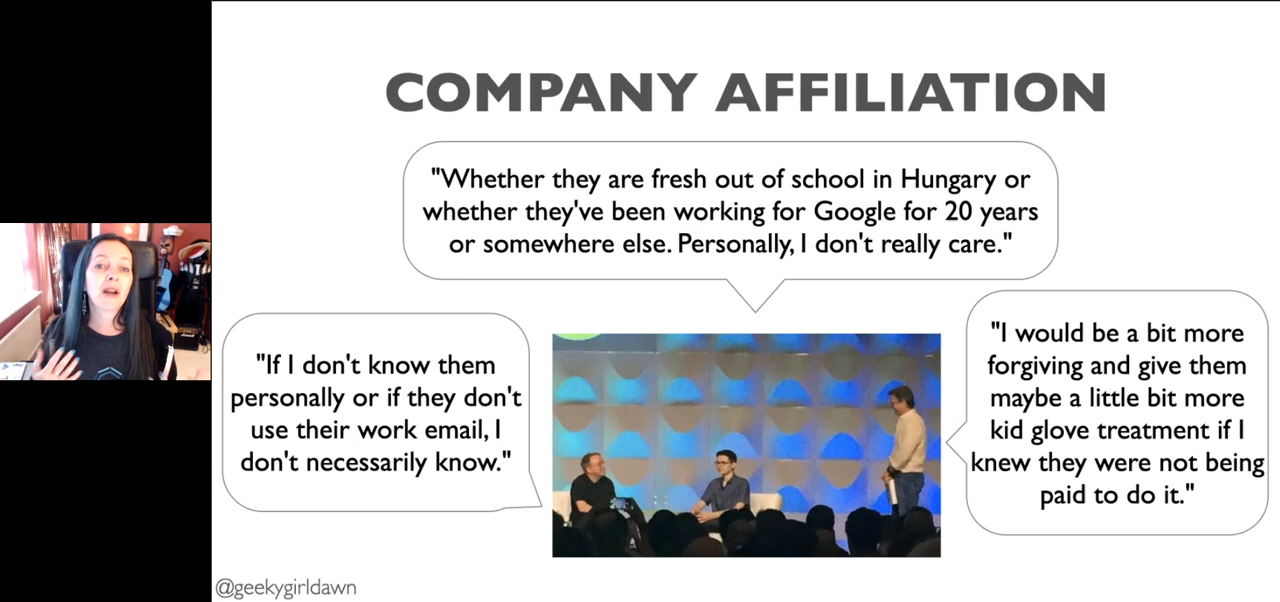 COMPANY AFFILIATION
"Whether they are fresh out of school in Hungary or
whether they've been working for Google for 20 years
or somewhere else. Personally, I don't really care."
"If I don't know them
personally or if they don't
use their work email, I
don't necessarily know."
"I would be a bit more
forgiving and give them
maybe a little bit more
kid glove treatment if I
knew they were not being
paid to do it."
@geekygirldawn